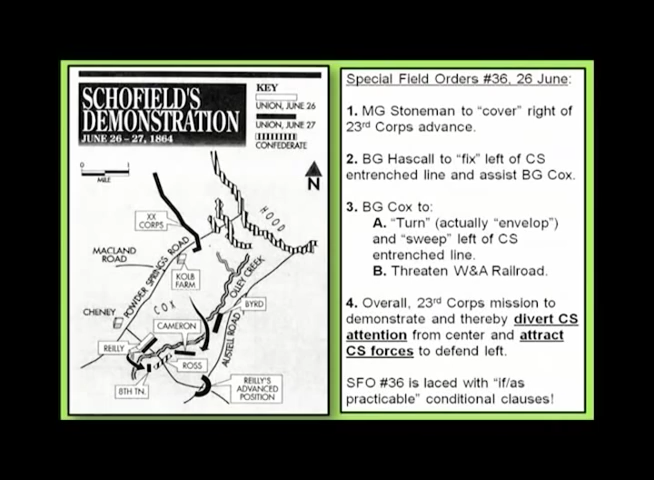 SCHOFIELD'S
DEMONSTRATION
JUNE 26 – 27, 1864
KEY
UNION, JUNE 26
UNION, JUNE 27
CONFEDERATE
0 1
MILE
N
XX
CORPS
HOOD
MACLAND
ROAD
POWDER SPRINGS ROAD
KOLB
FARM
OLLEY CREEK
COX
BYRD
CHENEY
CAMERON
AUSTELL ROAD
REILLY
ROSS
8TH TN.
REILLY'S
ADVANCED
POSITION
Special Field Orders #36, 26 June:
1. MG Stoneman to “cover” right of
23rd Corps advance.
2. BG Hascall to “fix” left of CS
entrenched line and assist BG Cox.
3. BG Cox to:
A. “Turn” (actually “envelop”)
and “sweep” left of CS
entrenched line.
B. Threaten W&A Railroad.
4. Overall, 23rd Corps mission to
demonstrate and thereby divert CS
attention from center and attract
CS forces to defend left.
SFO #36 is laced with “if/as
practicable” conditional clauses!